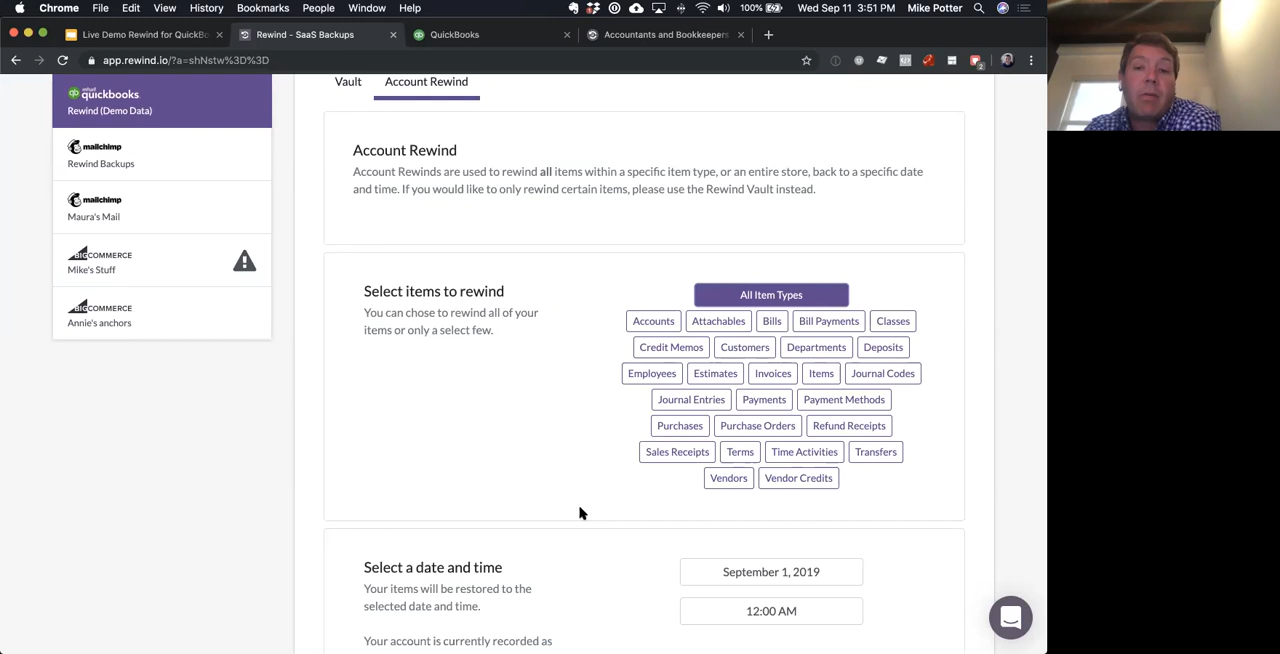 Chrome File Edit View History Bookmarks People Window Help 100% Wed Sep 11 3:51 PM Mike Potter
Live Demo Rewind for QuickBo Rewind - SaaS Backups QuickBooks Accountants and Bookkeepers
app.rewind.io/?a=shNstw%3D%3D
2
Vault Account Rewind
intuit quickbooks
Rewind (Demo Data)
mailchimp
Rewind Backups
mailchimp
Maura's Mail
BIGCOMMERCE
Mike's Stuff
BIGCOMMERCE
Annie's anchors
Account Rewind
Account Rewinds are used to rewind all items within a specific item type, or an entire store, back to a specific date
and time. If you would like to only rewind certain items, please use the Rewind Vault instead.
Select items to rewind
You can chose to rewind all of your
items or only a select few.
All Item Types
Accounts Attachables Bills Bill Payments Classes
Credit Memos Customers Departments Deposits
Employees Estimates Invoices Items Journal Codes
Journal Entries Payments Payment Methods
Purchases Purchase Orders Refund Receipts
Sales Receipts Terms Time Activities Transfers
Vendors Vendor Credits
Select a date and time
Your items will be restored to the
selected date and time.
Your account is currently recorded as
September 1, 2019
12:00 AM